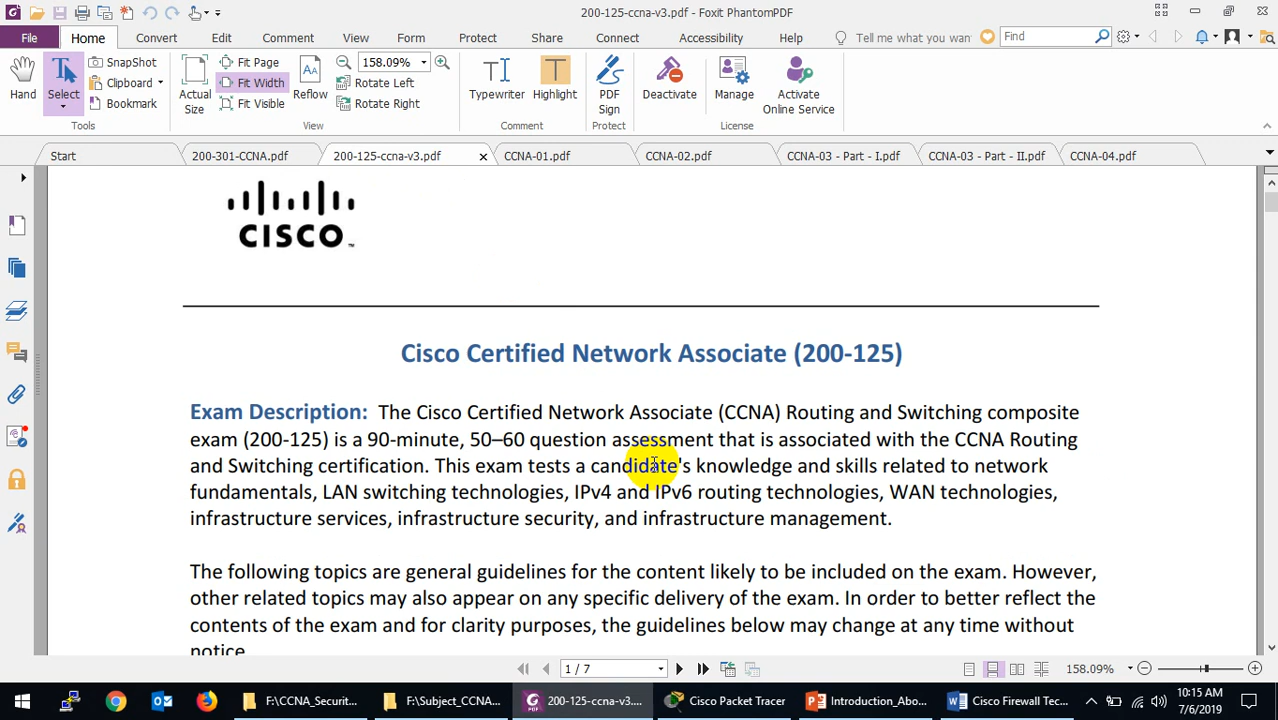 200-125-ccna-v3.pdf - Foxit PhantomPDF
File Home Convert Edit Comment View Form Protect Share Connect Accessibility Help Tell me what you want Find
Hand
Select
SnapShot
Clipboard
Bookmark
Tools
Actual Size
Fit Page
Fit Width
Fit Visible
Reflow
158.09%
Rotate Left
Rotate Right
View
Typewriter
Highlight
Comment
PDF Sign
Protect
Deactivate
Manage
Activate Online Service
License
Start 200-301-CCNA.pdf 200-125-ccna-v3.pdf CCNA-01.pdf CCNA-02.pdf CCNA-03 - Part - I.pdf CCNA-03 - Part - II.pdf CCNA-04.pdf
CISCO™
Cisco Certified Network Associate (200-125)
Exam Description: The Cisco Certified Network Associate (CCNA) Routing and Switching composite
exam (200-125) is a 90-minute, 50–60 question assessment that is associated with the CCNA Routing
and Switching certification. This exam tests a candidate's knowledge and skills related to network
fundamentals, LAN switching technologies, IPv4 and IPv6 routing technologies, WAN technologies,
infrastructure services, infrastructure security, and infrastructure management.
The following topics are general guidelines for the content likely to be included on the exam. However,
other related topics may also appear on any specific delivery of the exam. In order to better reflect the
contents of the exam and for clarity purposes, the guidelines below may change at any time without
notice.
1 / 7 158.09%
F:\CCNA_Securit... F:\Subject_CCNA... 200-125-ccna-v3.... Cisco Packet Tracer Introduction_Abo... Cisco Firewall Tec... 10:15 AM
7/6/2019